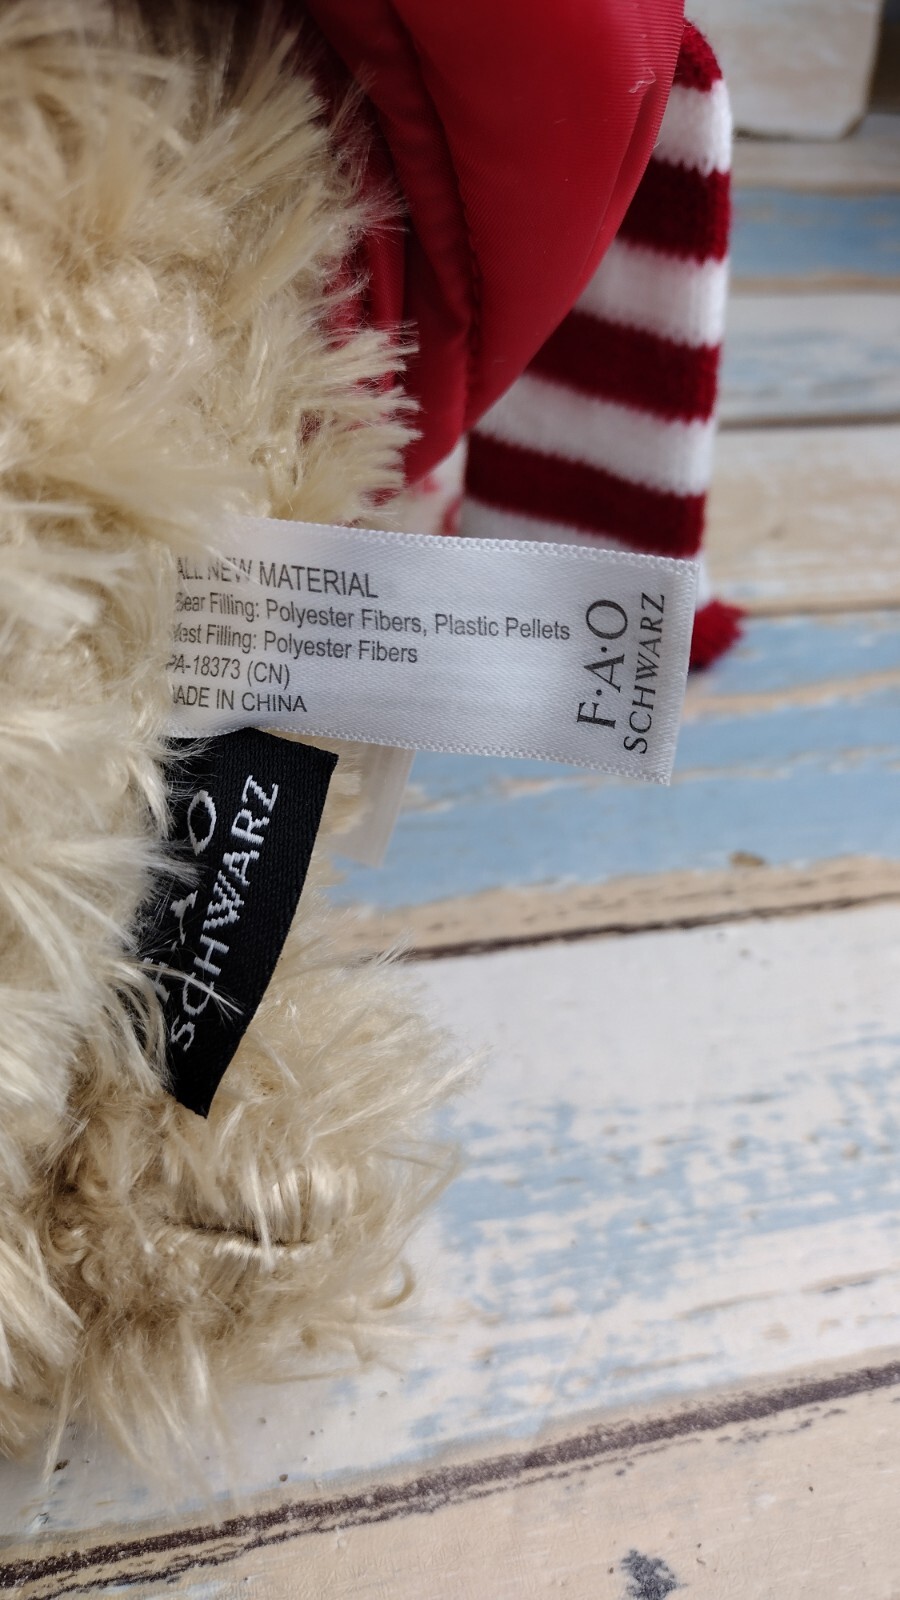 ALL NEW MATERIAL
Bear Filling: Polyester Fibers, Plastic Pellets
Vest Filling: Polyester Fibers
PA-18373 (CN)
MADE IN CHINA
F·A·O
SCHWARZ
F·A·O
SCHWARZ